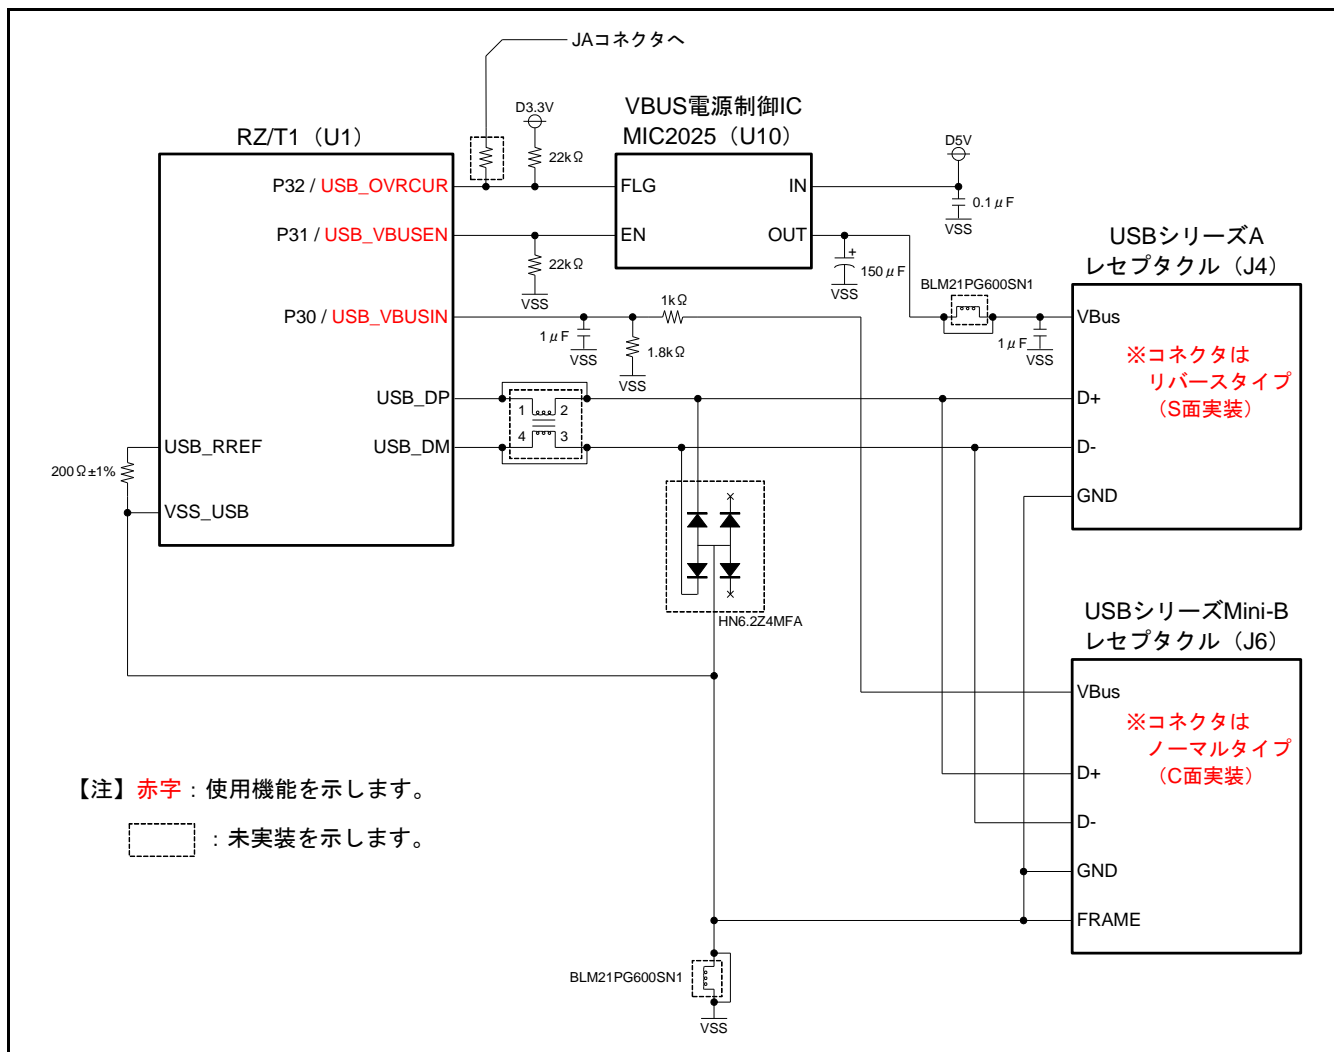 JAコネクタへ
D3.3V
VBUS電源制御IC
MIC2025（U10）
RZ/T1（U1）
22kΩ
D5V
P32 / USB_OVRCUR
FLG
IN
0.1μF
VSS
P31 / USB_VBUSEN
EN
OUT
USBシリーズA
レセプタクル（J4）
22kΩ
VSS
150μF
VSS
BLM21PG600SN1
1kΩ
P30 / USB_VBUSIN
VBus
1μF
VSS
1.8kΩ
VSS
1μF
VSS
※コネクタは
リバースタイプ
（S面実装）
USB_DP
1
2
D+
4
3
USB_RREF
USB_DM
D-
200Ω±1%
GND
VSS_USB
HN6.2Z4MFA
USBシリーズMini-B
レセプタクル（J6）
VBus
※コネクタは
ノーマルタイプ
（C面実装）
D+
【注】赤字：使用機能を示します。
D-
：未実装を示します。
GND
FRAME
BLM21PG600SN1
VSS